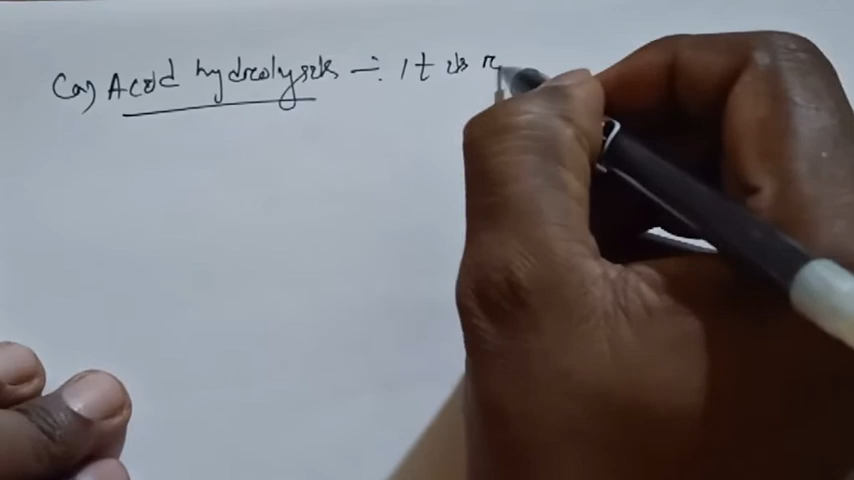 (a) Acid hydrolysis :- It is